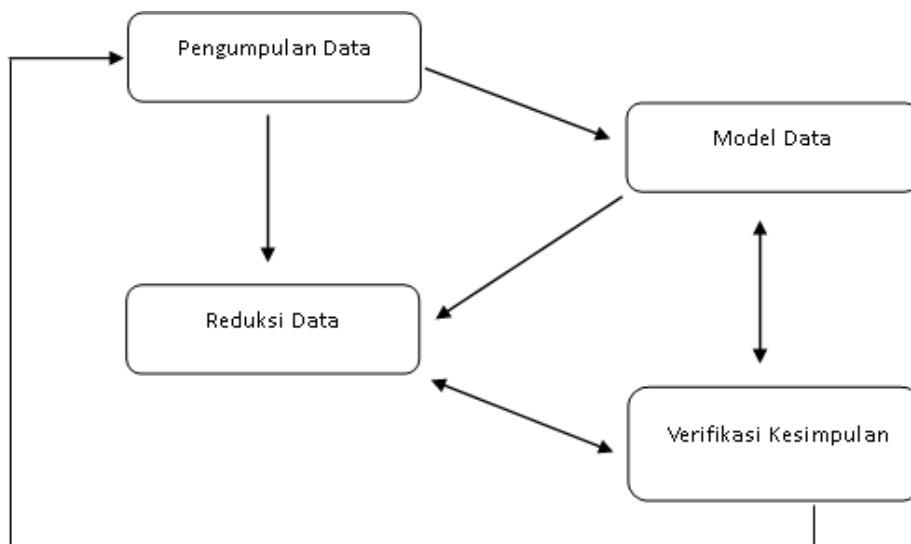 Pengumpulan Data
Model Data
Reduksi Data
Verifikasi Kesimpulan